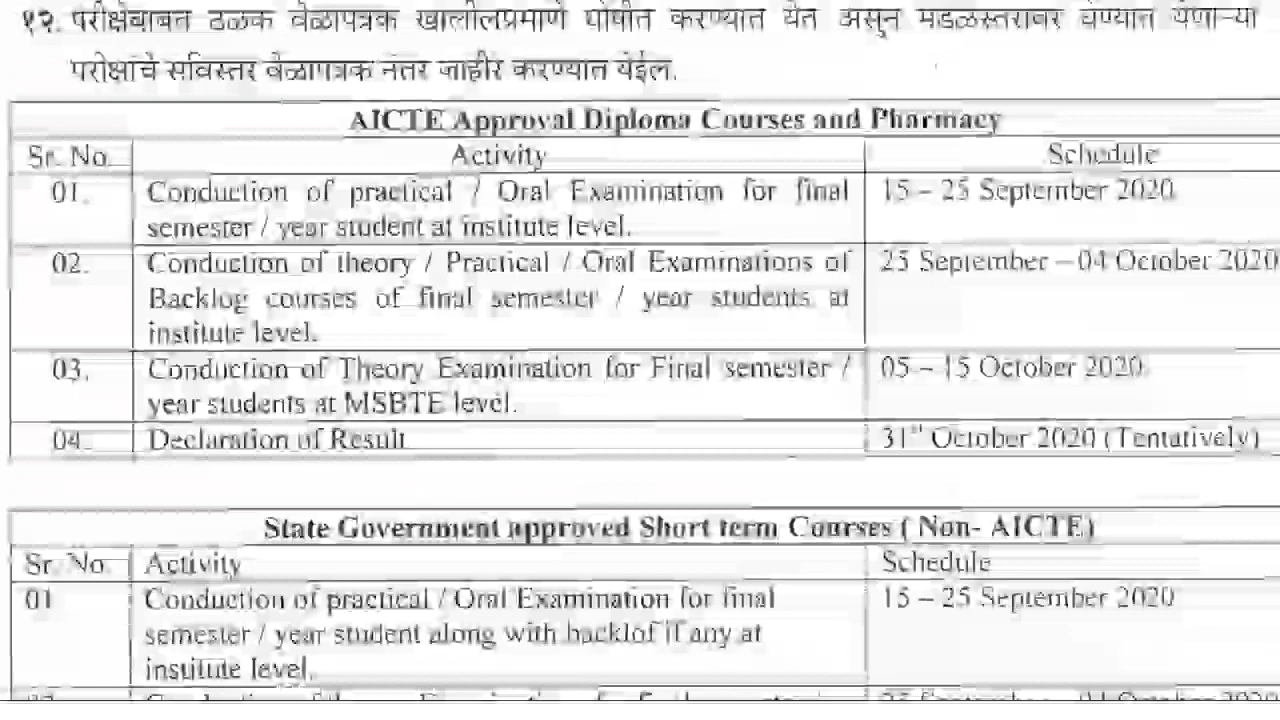 १२. परीक्षेबाबत ठळक वेळापत्रक खालीलप्रमाणे घोषीत करण्यात येत असुन मंडळस्तरावर घेण्यात येणाऱ्या
परीक्षांचे सविस्तर वेळापत्रक नंतर जाहीर करण्यात येईल.
AICTE Approval Diploma Courses and Pharmacy
Sr. No. Activity Schedule
01. Conduction of practical / Oral Examination for final 15 – 25 September 2020
semester / year student at institute level.
02. Conduction of theory / Practical / Oral Examinations of 25 September – 04 October 2020
Backlog courses of final semester / year students at
institute level.
03. Conduction of Theory Examination for Final semester / 05 – 15 October 2020
year students at MSBTE level.
04. Declaration of Result 31st October 2020 (Tentatively)
State Government approved Short term Courses ( Non- AICTE)
Sr. No. Activity Schedule
01 Conduction of practical / Oral Examination for final 15 – 25 September 2020
semester / year student along with backlof if any at
institute level.